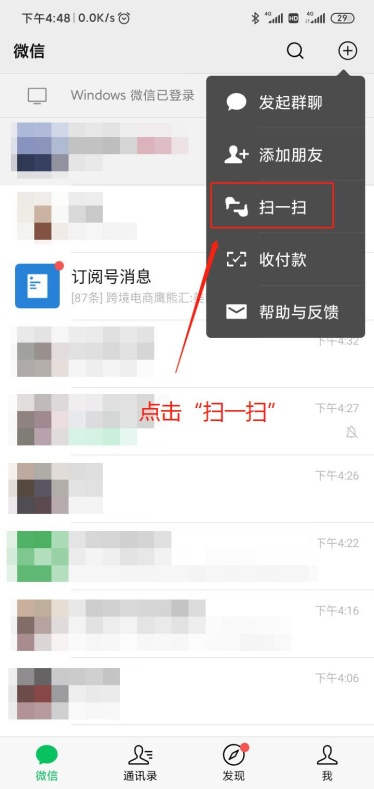 下午4:48 | 0.0K/s
4G HD 4G 29
微信
Windows 微信已登录
发起群聊
添加朋友
扫一扫
收付款
帮助与反馈
订阅号消息
[87条] 跨境电商鹰能汇:
下午4:32
点击“扫一扫”
下午4:27
下午4:26
下午4:22
下午4:16
下午4:06
微信
通讯录
发现
我